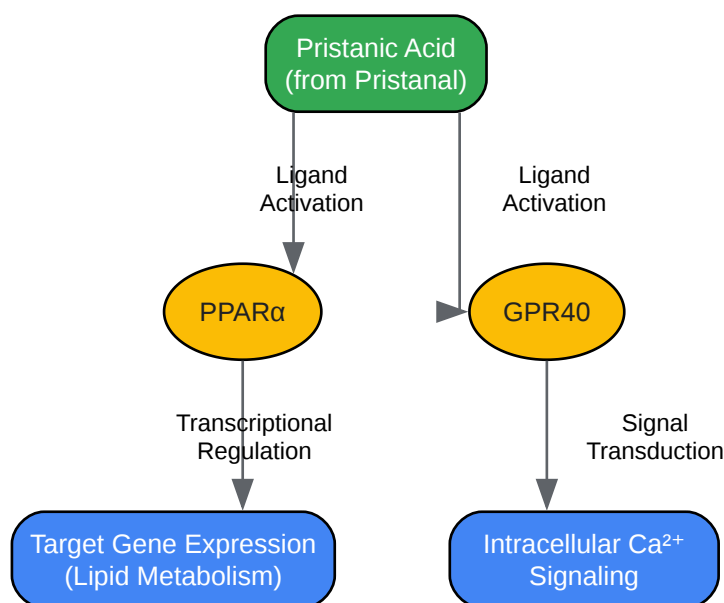 Pristanic Acid
(from Pristanal)
Ligand
Activation
Ligand
Activation
PPARα
GPR40
Transcriptional
Regulation
Signal
Transduction
Target Gene Expression
(Lipid Metabolism)
Intracellular Ca²⁺
Signaling